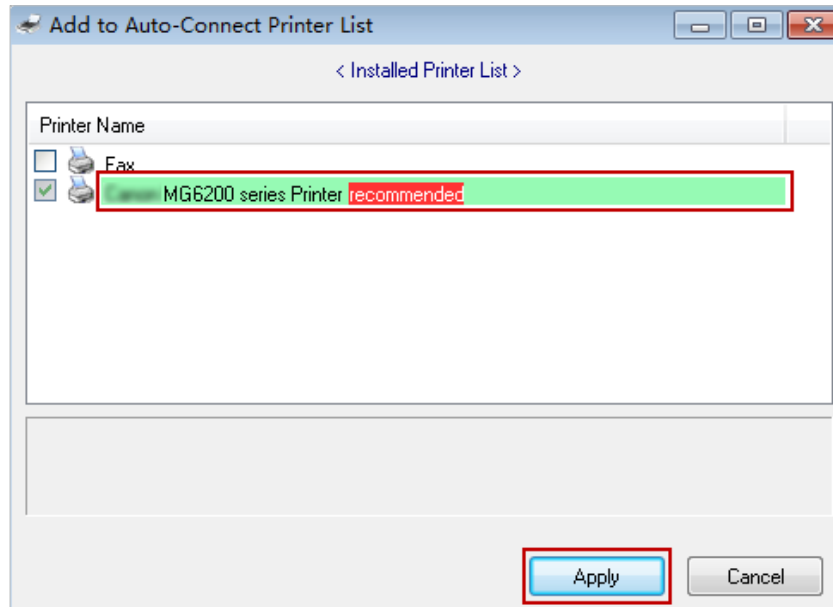 Add to Auto-Connect Printer List
< Installed Printer List >
Printer Name
Fax
MG6200 series Printer recommended
Apply
Cancel